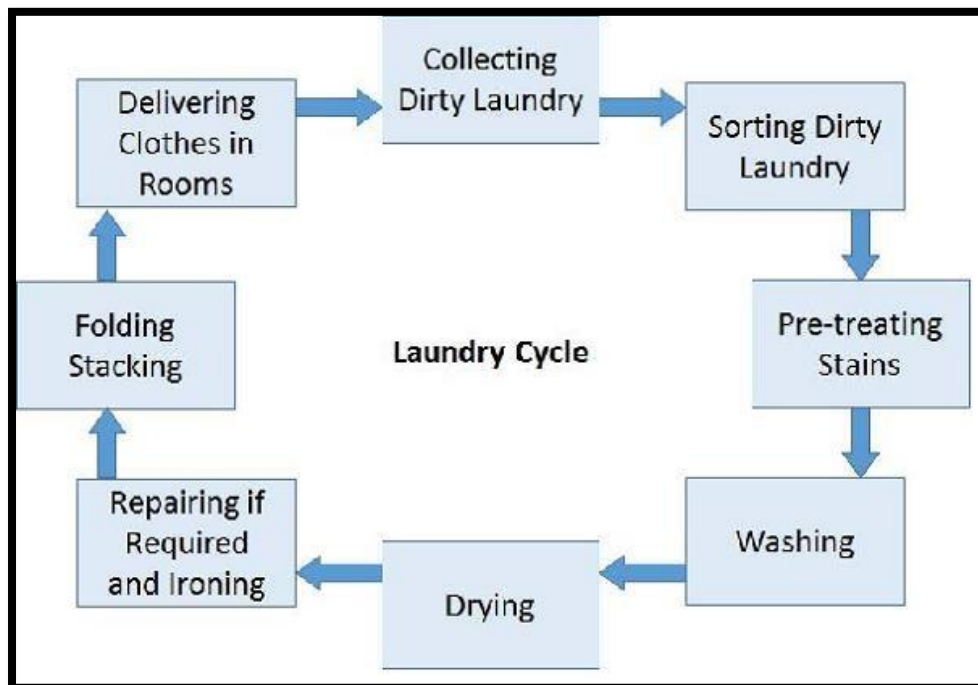 Collecting
Dirty Laundry
Sorting Dirty
Laundry
Pre-treating
Stains
Washing
Drying
Repairing if
Required
and Ironing
Folding
Stacking
Delivering
Clothes in
Rooms
Laundry Cycle